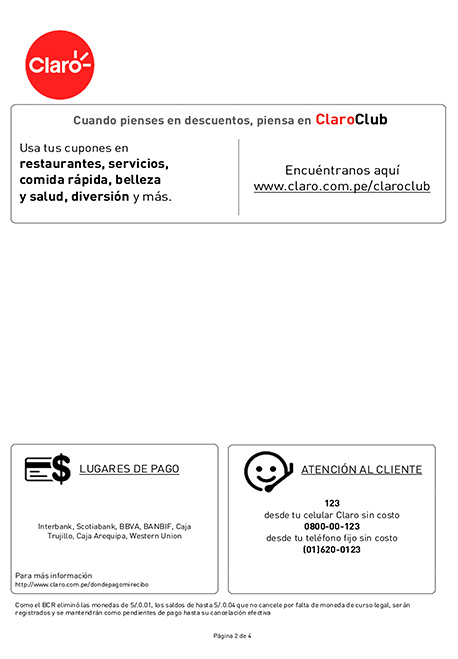 Claro
Cuando pienses en descuentos, piensa en ClaroClub
Usa tus cupones en
restaurantes, servicios,
comida rápida, belleza
y salud, diversión y más.
Encuéntranos aquí
www.claro.com.pe/claroclub
$
LUGARES DE PAGO
Interbank, Scotiabank, BBVA, BANBIF, Caja
Trujillo, Caja Arequipa, Western Union
Para más información
http://www.claro.com.pe/dondepagomirecibo
ATENCIÓN AL CLIENTE
123
desde tu celular Claro sin costo
0800-00-123
desde tu teléfono fijo sin costo
(01)620-0123
Como el BCR eliminó las monedas de S/.0.01, los saldos de hasta S/.0.04 que no cancele por falta de moneda de curso legal, serán
registrados y se mantendrán como pendientes de pago hasta su cancelación efectiva
Página 2 de 4